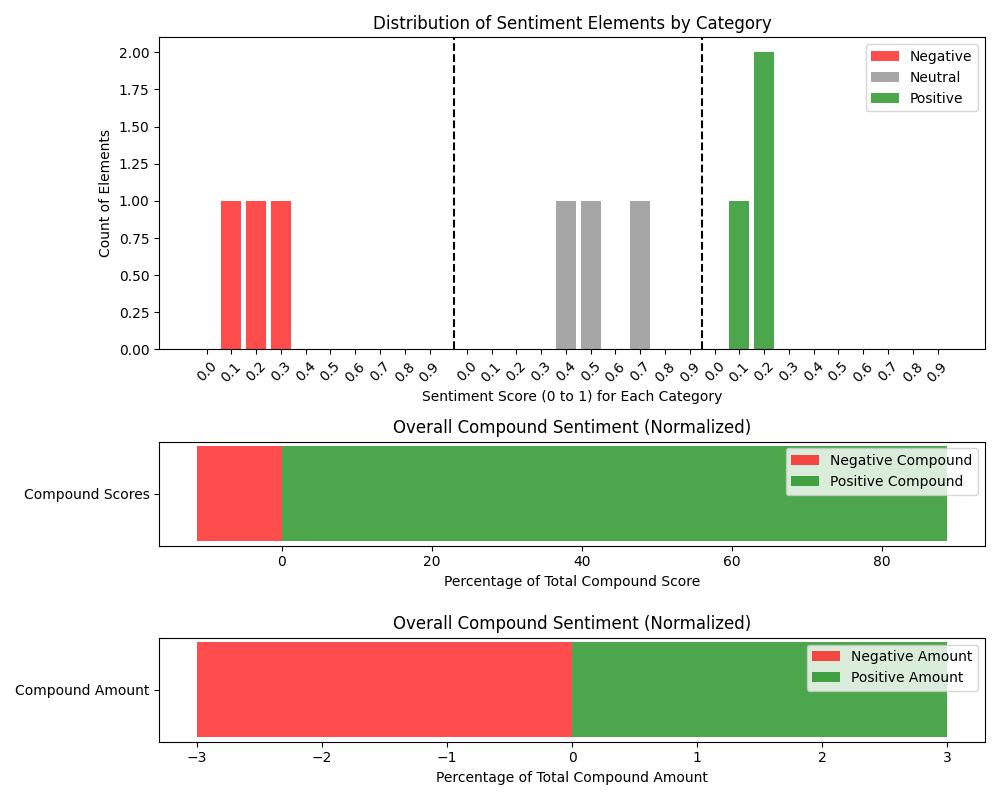 Distribution of Sentiment Elements by Category
2.00
1.75
1.50
1.25
1.00
0.75
0.50
0.25
0.00
Count of Elements
Negative
Neutral
Positive
0.0 0.1 0.2 0.3 0.4 0.5 0.6 0.7 0.8 0.9 0.0 0.1 0.2 0.3 0.4 0.5 0.6 0.7 0.8 0.9 0.0 0.1 0.2 0.3 0.4 0.5 0.6 0.7 0.8 0.9
Sentiment Score (0 to 1) for Each Category
Overall Compound Sentiment (Normalized)
Compound Scores
Negative Compound
Positive Compound
0 20 40 60 80
Percentage of Total Compound Score
Overall Compound Sentiment (Normalized)
Compound Amount
Negative Amount
Positive Amount
−3 −2 −1 0 1 2 3
Percentage of Total Compound Amount